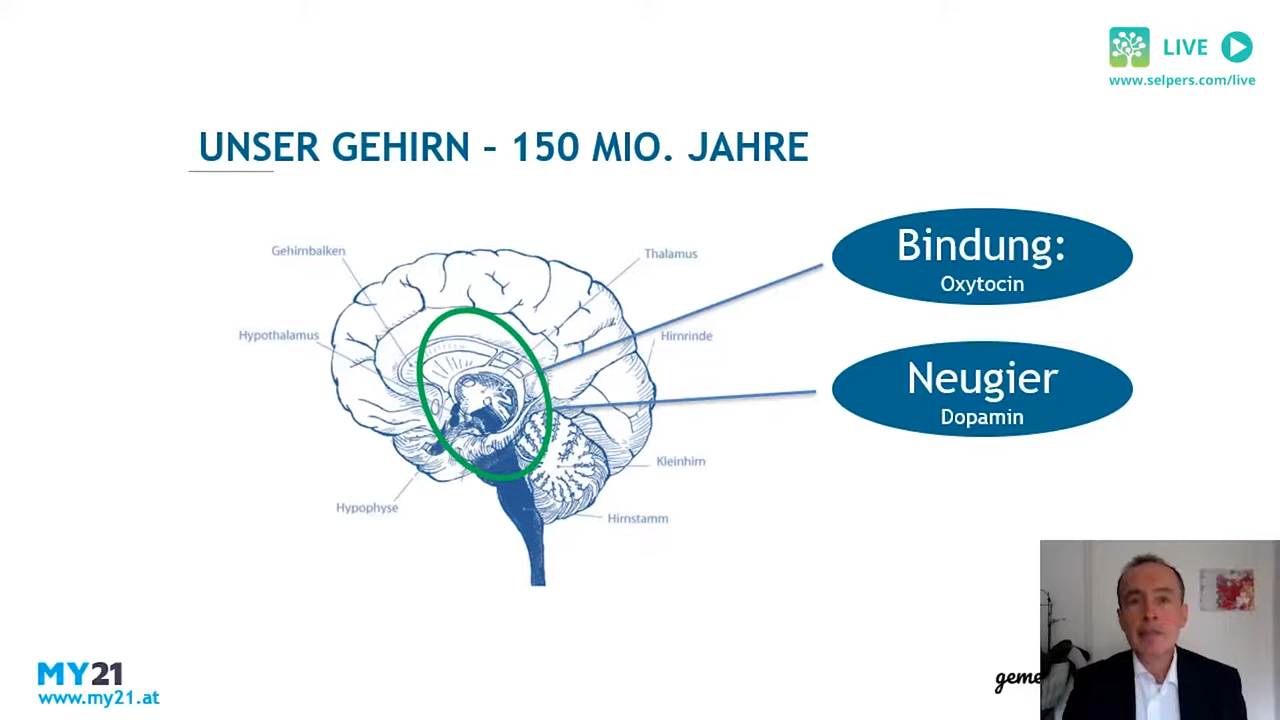 LIVE
www.selpers.com/live
UNSER GEHIRN – 150 MIO. JAHRE
Gehirnbalken
Thalamus
Hypothalamus
Hirnrinde
Kleinhirn
Hypophyse
Hirnstamm
Bindung:
Oxytocin
Neugier
Dopamin
MY21
www.my21.at